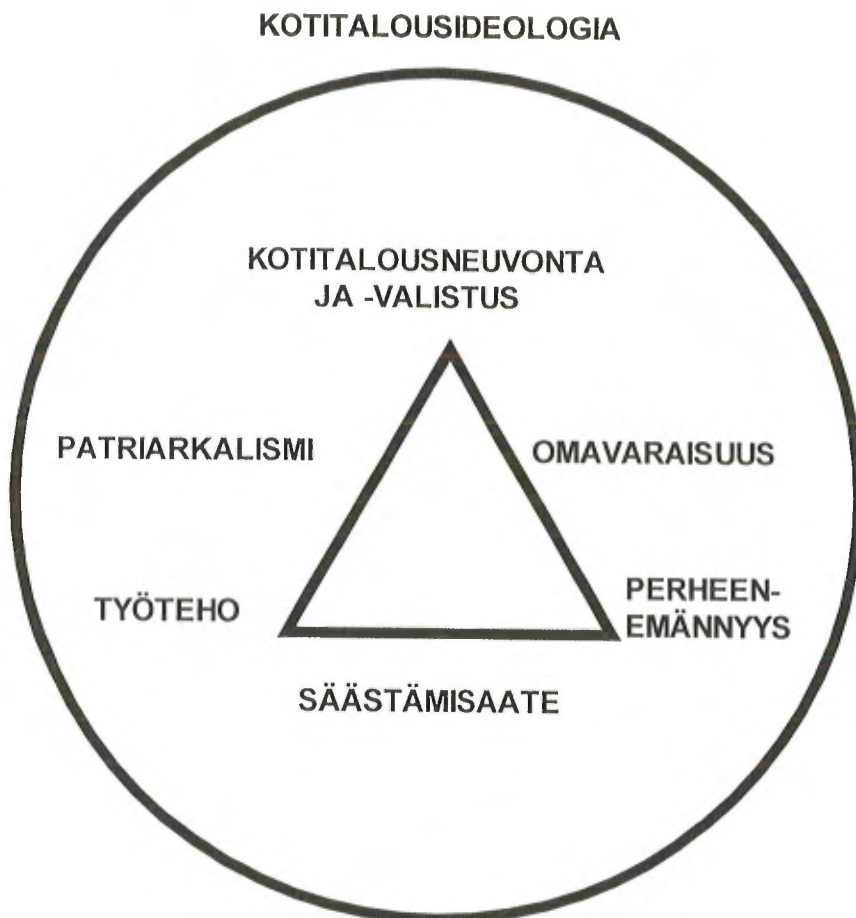 KOTITALOUSIDEOLOGIA
KOTITALOUSNEUVONTA
JA -VALISTUS
PATRIARKALISMI
OMAVARAISUUS
TYÖTEHO
PERHEEN-
EMÄNNYYS
SÄÄSTÄMISAATE